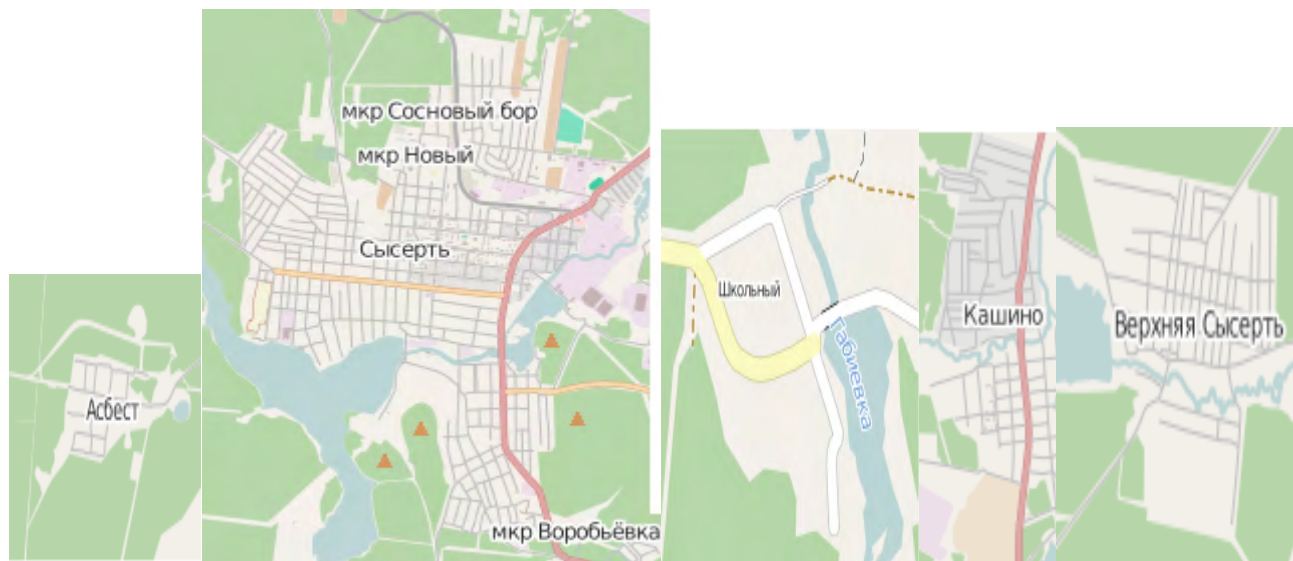 Асбест
мкр Сосновый бор
мкр Новый
Сысерть
мкр Воробьёвка
Школьный
Габиевка
Кашино
Верхняя Сысерть